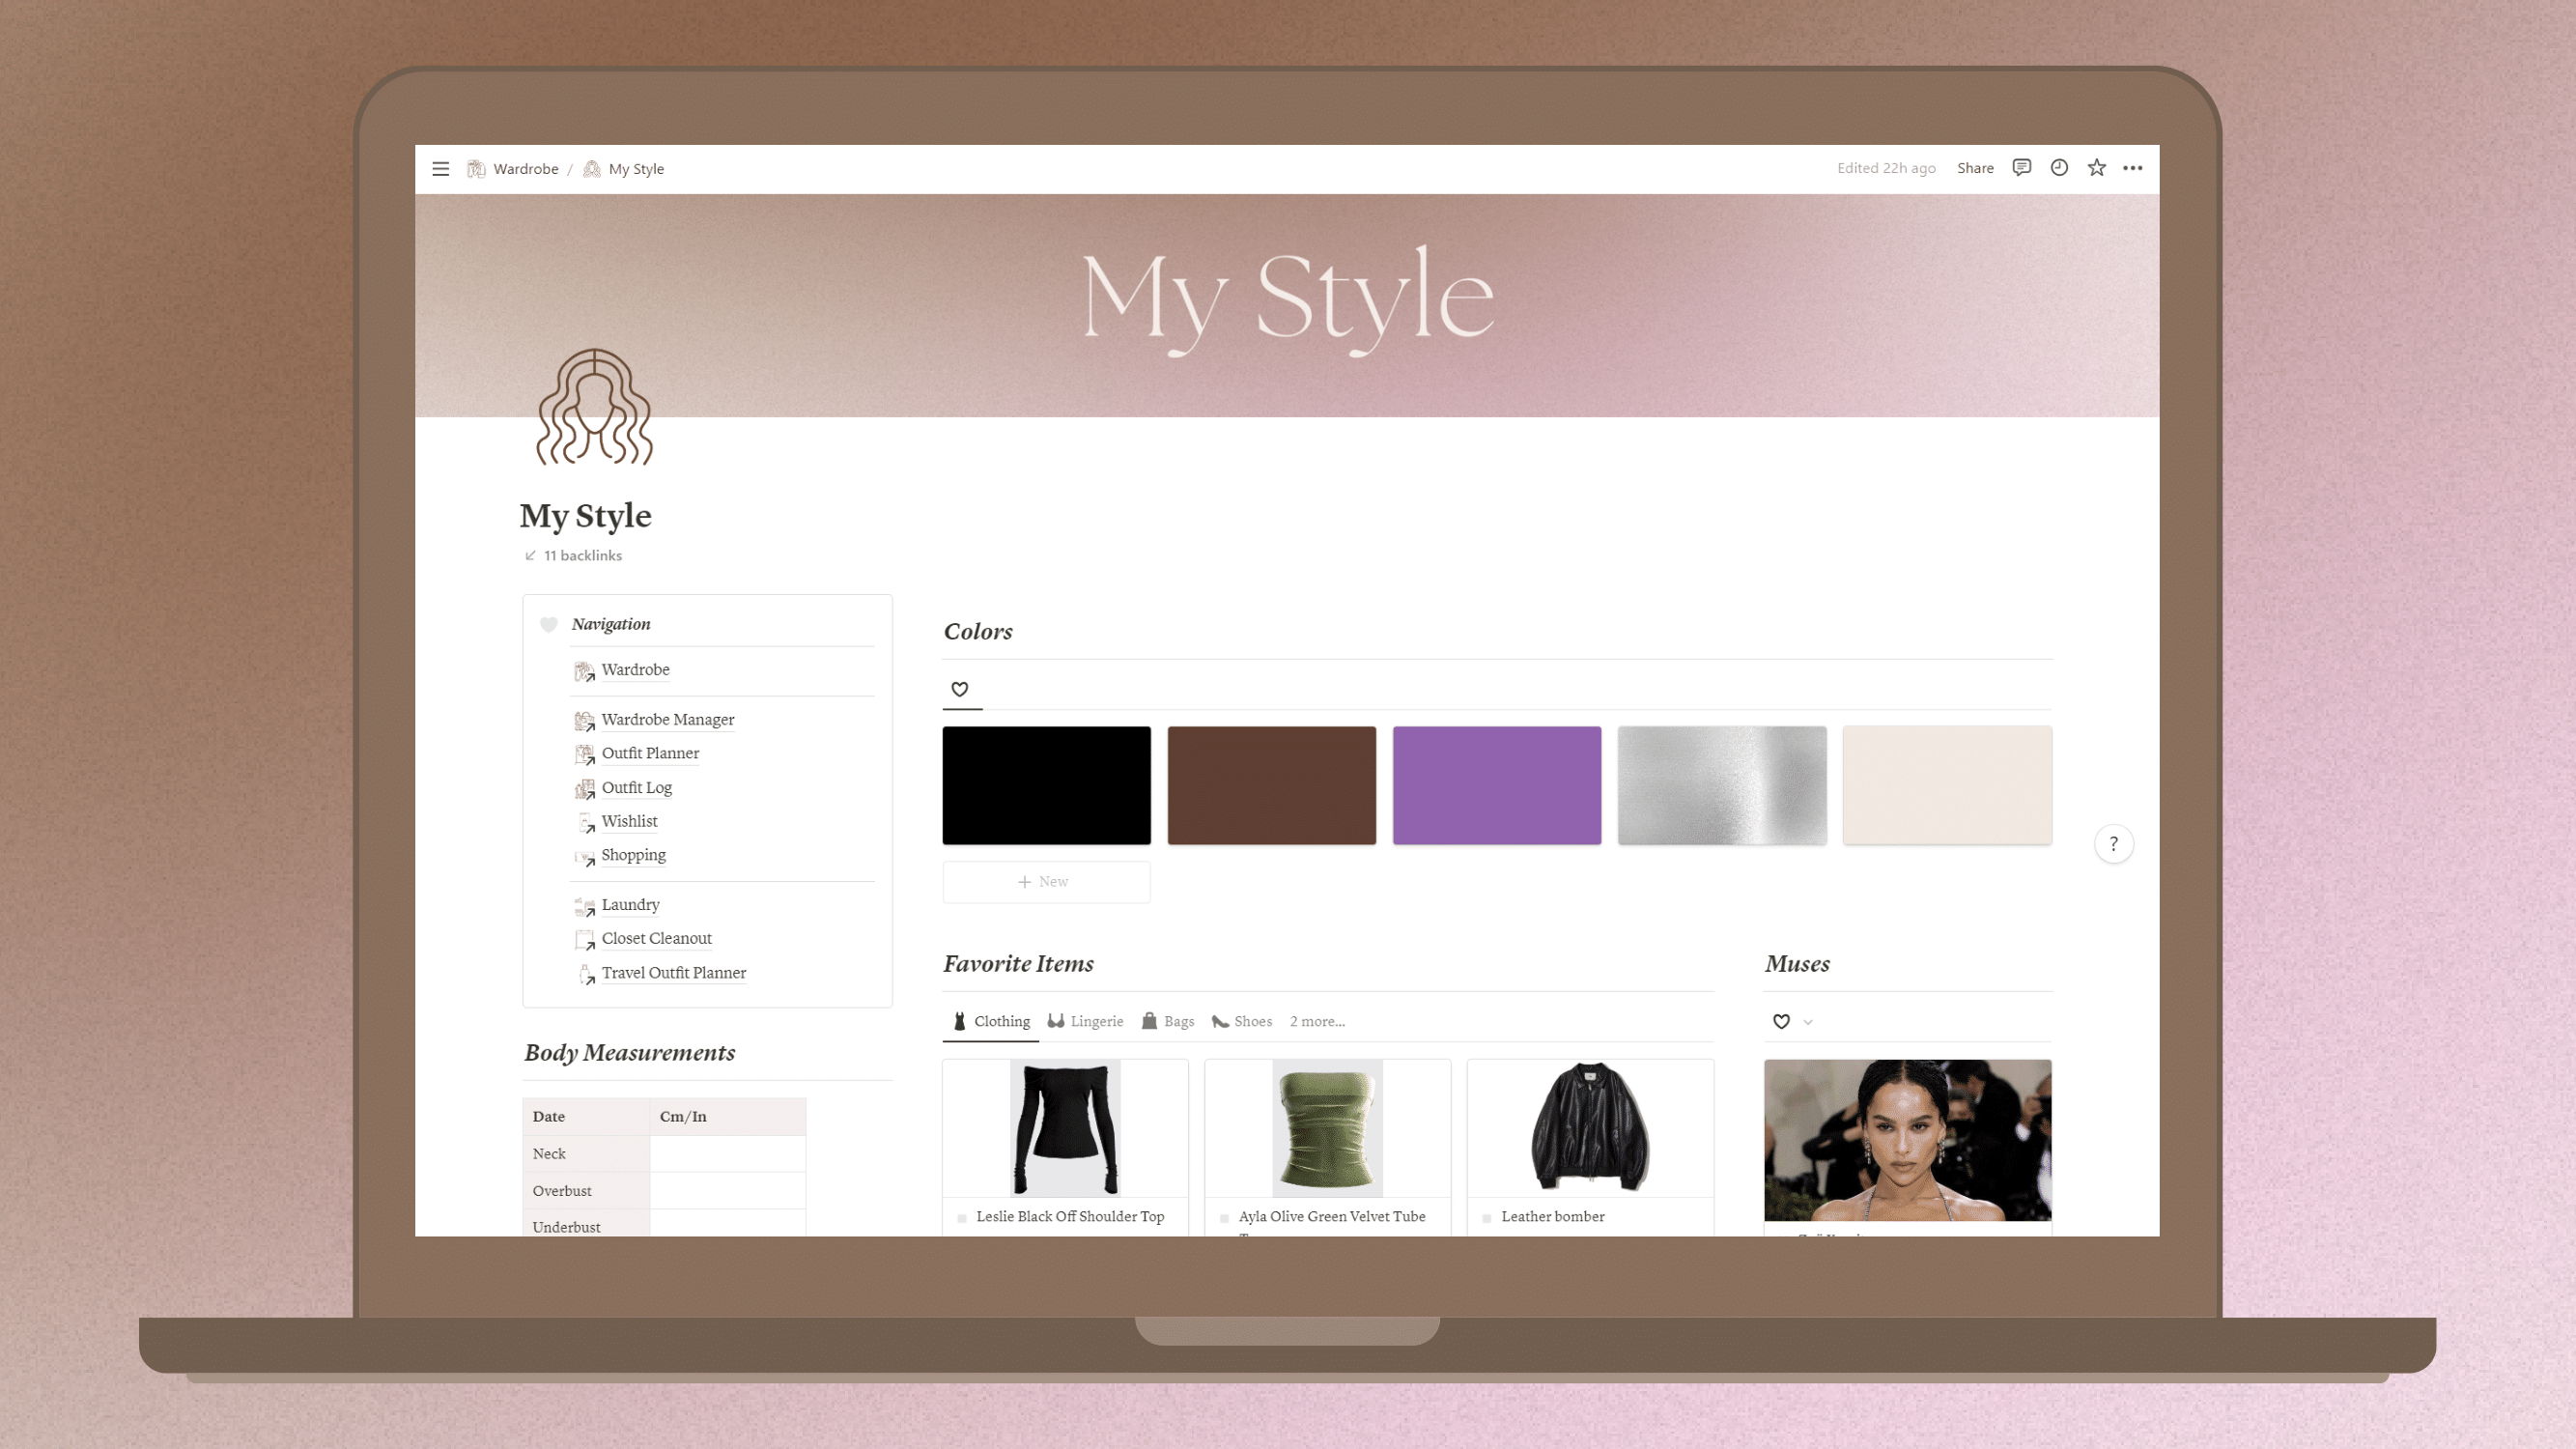 Wardrobe / My Style
Edited 22h ago Share
My Style
My Style
11 backlinks
Navigation
Wardrobe
Wardrobe Manager
Outfit Planner
Outfit Log
Wishlist
Shopping
Laundry
Closet Cleanout
Travel Outfit Planner
Body Measurements
Date Cm/In
Neck
Overbust
Underbust
Colors
+ New
Favorite Items
Clothing Lingerie Bags Shoes 2 more...
Leslie Black Off Shoulder Top
Ayla Olive Green Velvet Tube
Leather bomber
Muses
?